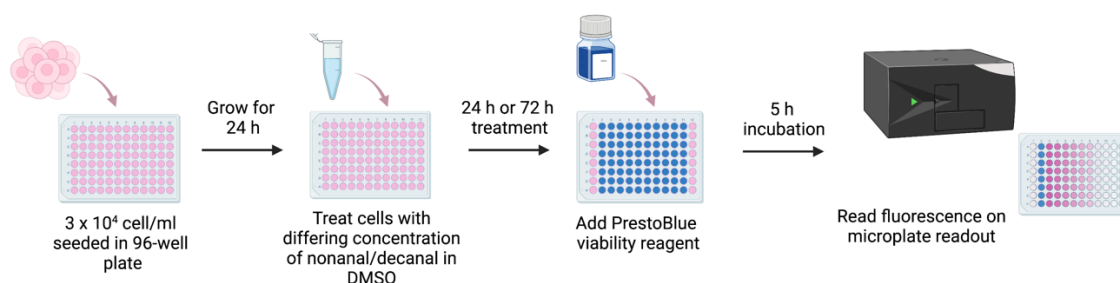 Grow for
24 h
24 h or 72 h
treatment
5 h
incubation
3 x 10⁴ cell/ml
seeded in 96-well
plate
Treat cells with
differing concentration
of nonanal/decanal in
DMSO
Add PrestoBlue
viability reagent
Read fluorescence on
microplate readout